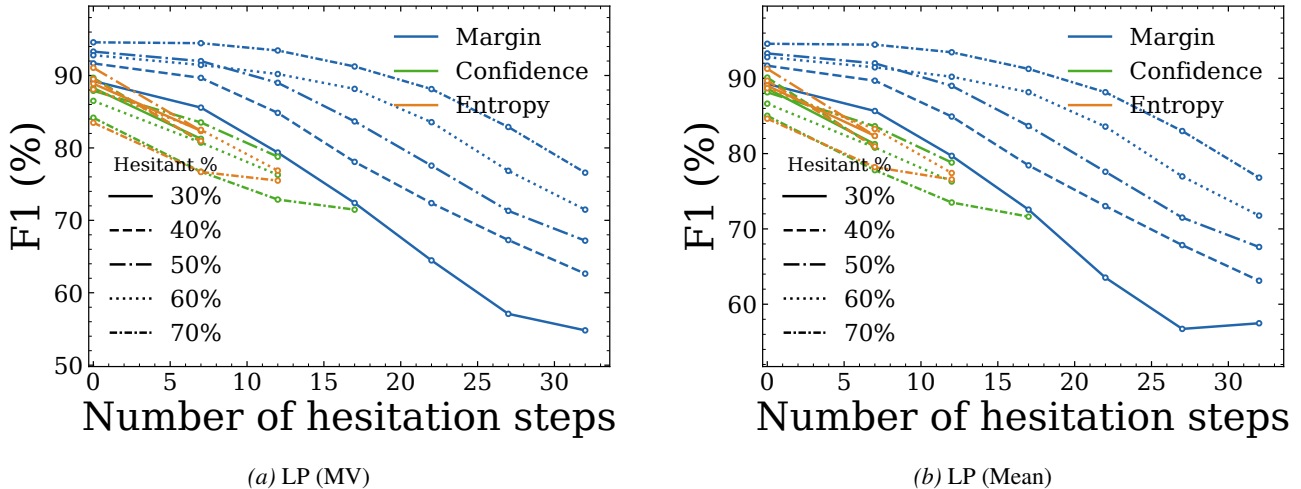 F1 (%)
90
80
70
60
50
Margin
Confidence
Entropy
Hesitant %
30%
40%
50%
60%
70%
0 5 10 15 20 25 30
Number of hesitation steps
(a) LP (MV)
F1 (%)
90
80
70
60
Margin
Confidence
Entropy
Hesitant %
30%
40%
50%
60%
70%
0 5 10 15 20 25 30
Number of hesitation steps
(b) LP (Mean)